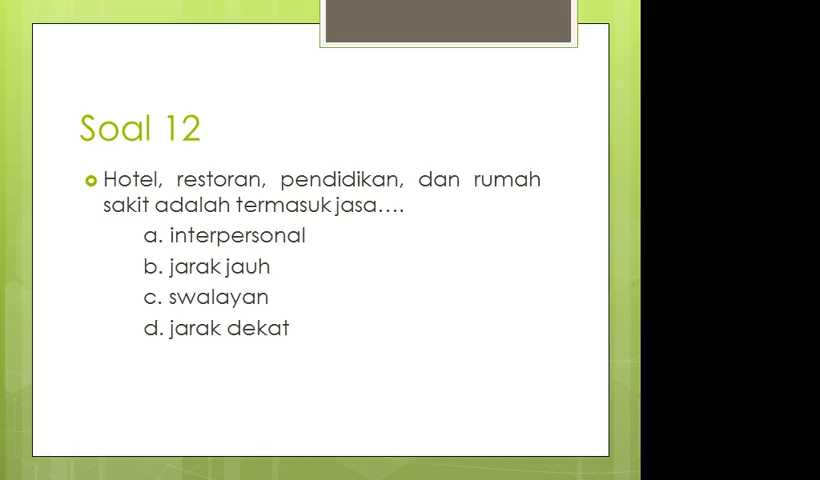 Soal 12
Hotel, restoran, pendidikan, dan rumah
sakit adalah termasuk jasa….
a. interpersonal
b. jarak jauh
c. swalayan
d. jarak dekat